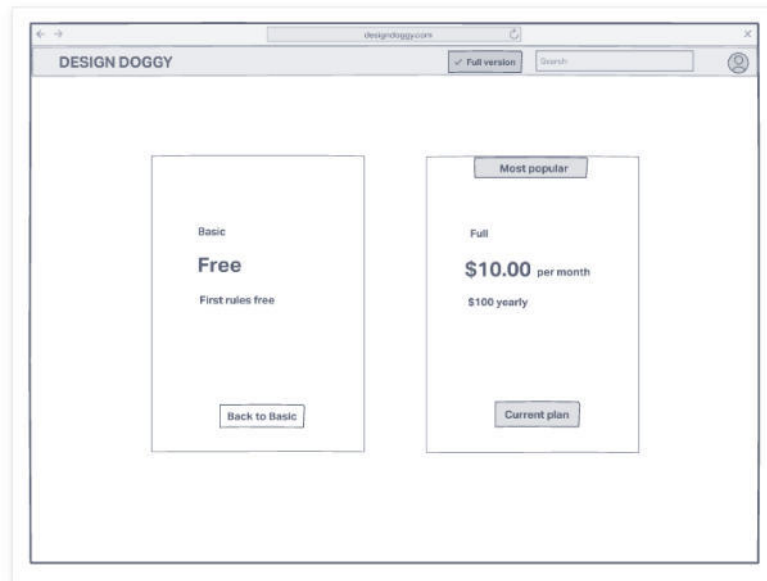 designdoggy.com
DESIGN DOGGY
✓ Full version
Search
Most popular
Basic
Free
First rules free
Back to Basic
Full
$10.00 per month
$100 yearly
Current plan